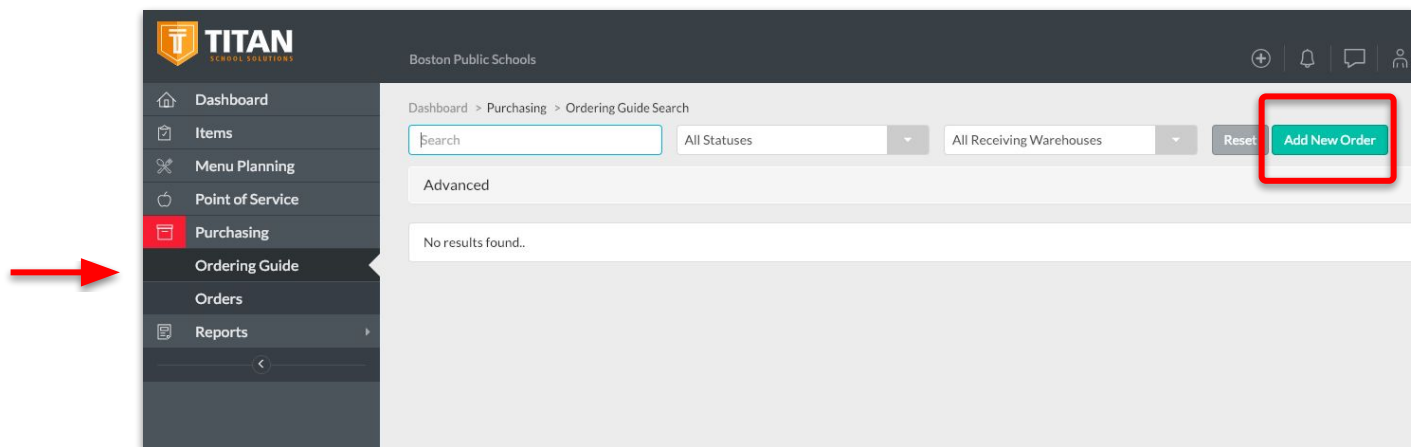 TITAN
SCHOOL SOLUTIONS
Boston Public Schools
Dashboard
Items
Menu Planning
Point of Service
Purchasing
Ordering Guide
Orders
Reports
Dashboard > Purchasing > Ordering Guide Search
Search
All Statuses
All Receiving Warehouses
Reset
Add New Order
Advanced
No results found..